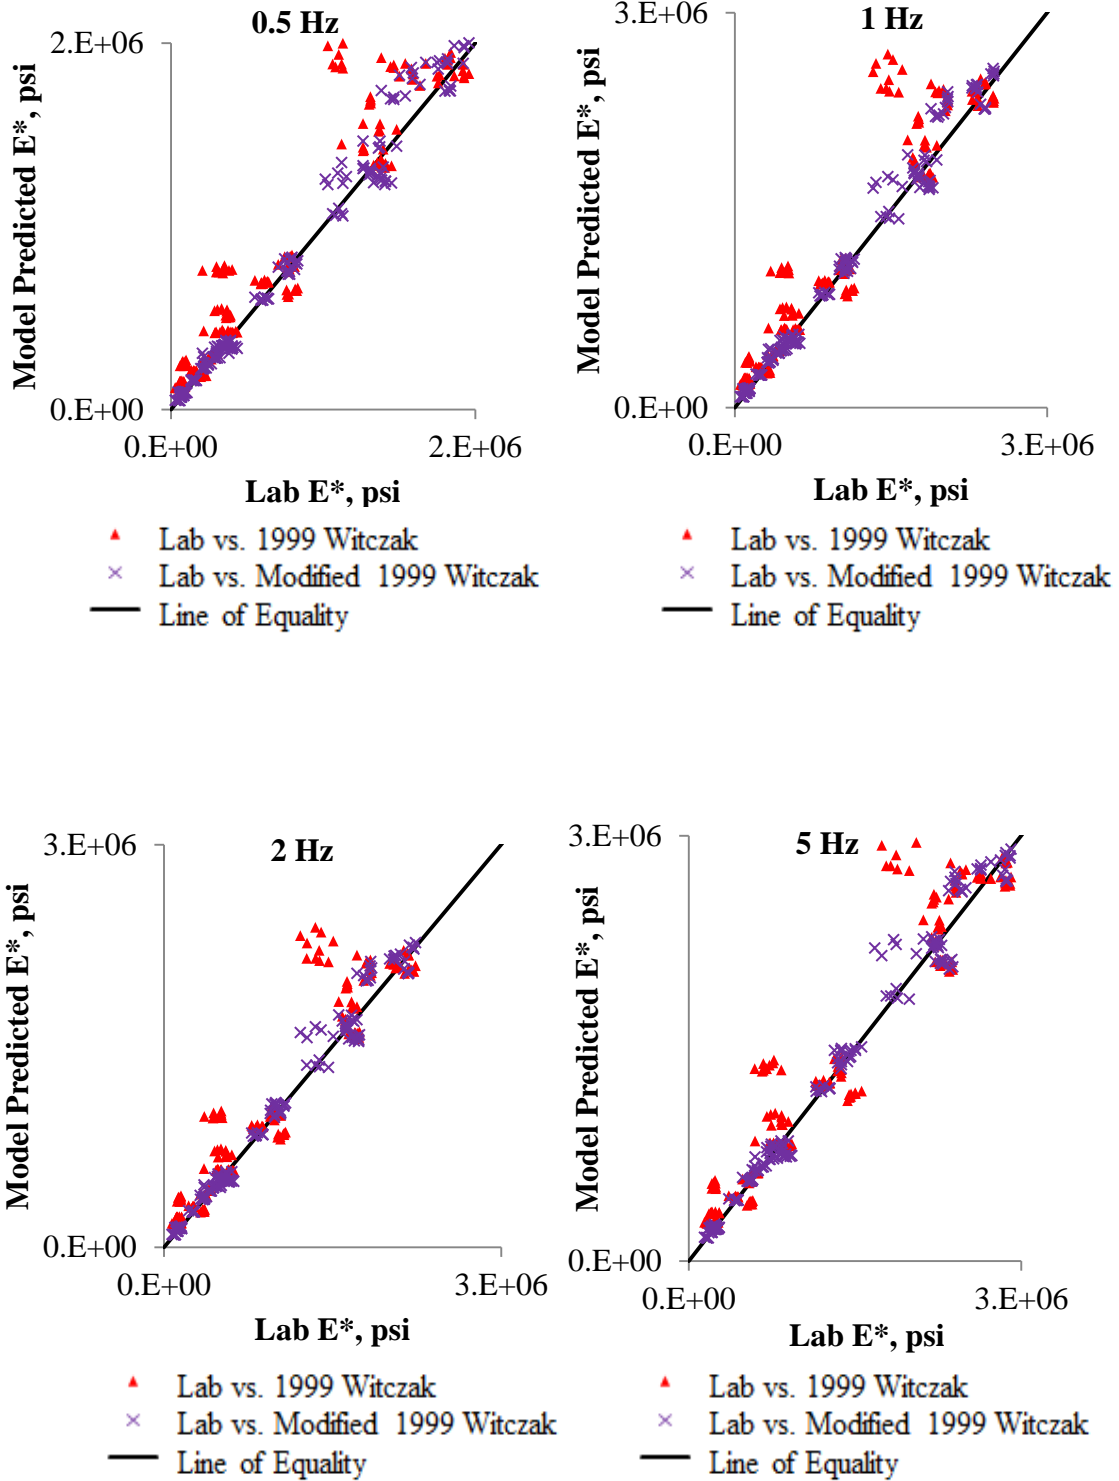 0.5 Hz
2.E+06
Model Predicted E*, psi
0.E+00
0.E+00 2.E+06
Lab E*, psi
Lab vs. 1999 Witczak
Lab vs. Modified 1999 Witczak
Line of Equality
1 Hz
3.E+06
Model Predicted E*, psi
0.E+00
0.E+00 3.E+06
Lab E*, psi
Lab vs. 1999 Witczak
Lab vs. Modified 1999 Witczak
Line of Equality
2 Hz
3.E+06
Model Predicted E*, psi
0.E+00
0.E+00 3.E+06
Lab E*, psi
Lab vs. 1999 Witczak
Lab vs. Modified 1999 Witczak
Line of Equality
5 Hz
3.E+06
Model Predicted E*, psi
0.E+00
0.E+00 3.E+06
Lab E*, psi
Lab vs. 1999 Witczak
Lab vs. Modified 1999 Witczak
Line of Equality